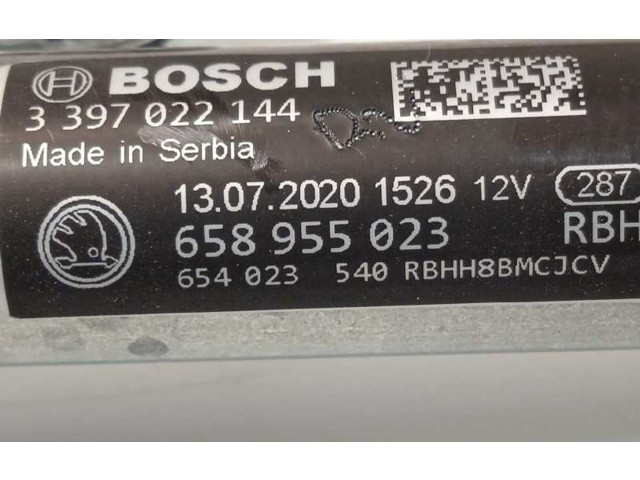 BOSCH
3 397 022 144
Made in Serbia
13.07.2020 1526 12V 287
658 955 023 RBH
654 023 540 RBHH8BMCJCV